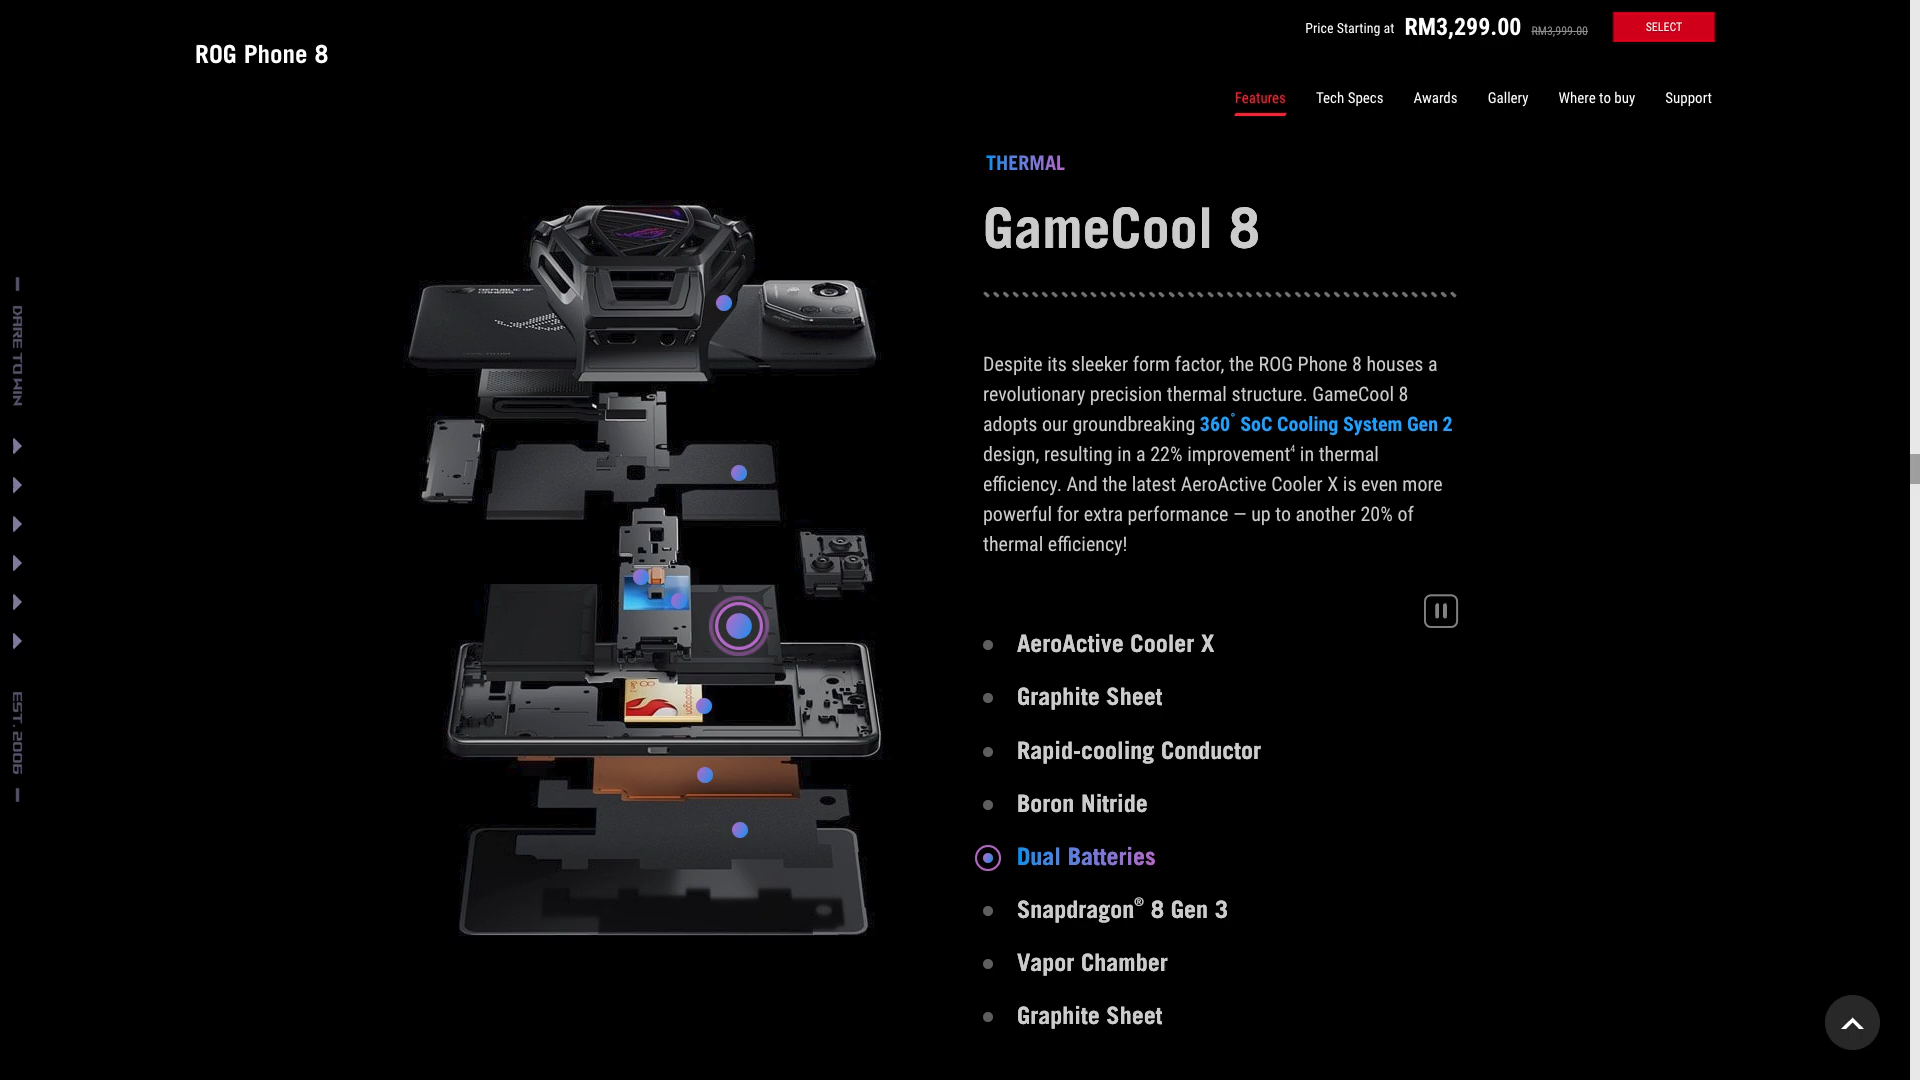 ROG Phone 8
Price Starting at RM3,299.00 RM3,999.00 SELECT
Features Tech Specs Awards Gallery Where to buy Support
DARE TO WIN
EST. 2006
REPUBLIC OF
GAMERS
THERMAL
GameCool 8
Despite its sleeker form factor, the ROG Phone 8 houses a
revolutionary precision thermal structure. GameCool 8
adopts our groundbreaking 360° SoC Cooling System Gen 2
design, resulting in a 22% improvement⁴ in thermal
efficiency. And the latest AeroActive Cooler X is even more
powerful for extra performance — up to another 20% of
thermal efficiency!
AeroActive Cooler X
Graphite Sheet
Rapid-cooling Conductor
Boron Nitride
Dual Batteries
Snapdragon® 8 Gen 3
Vapor Chamber
Graphite Sheet